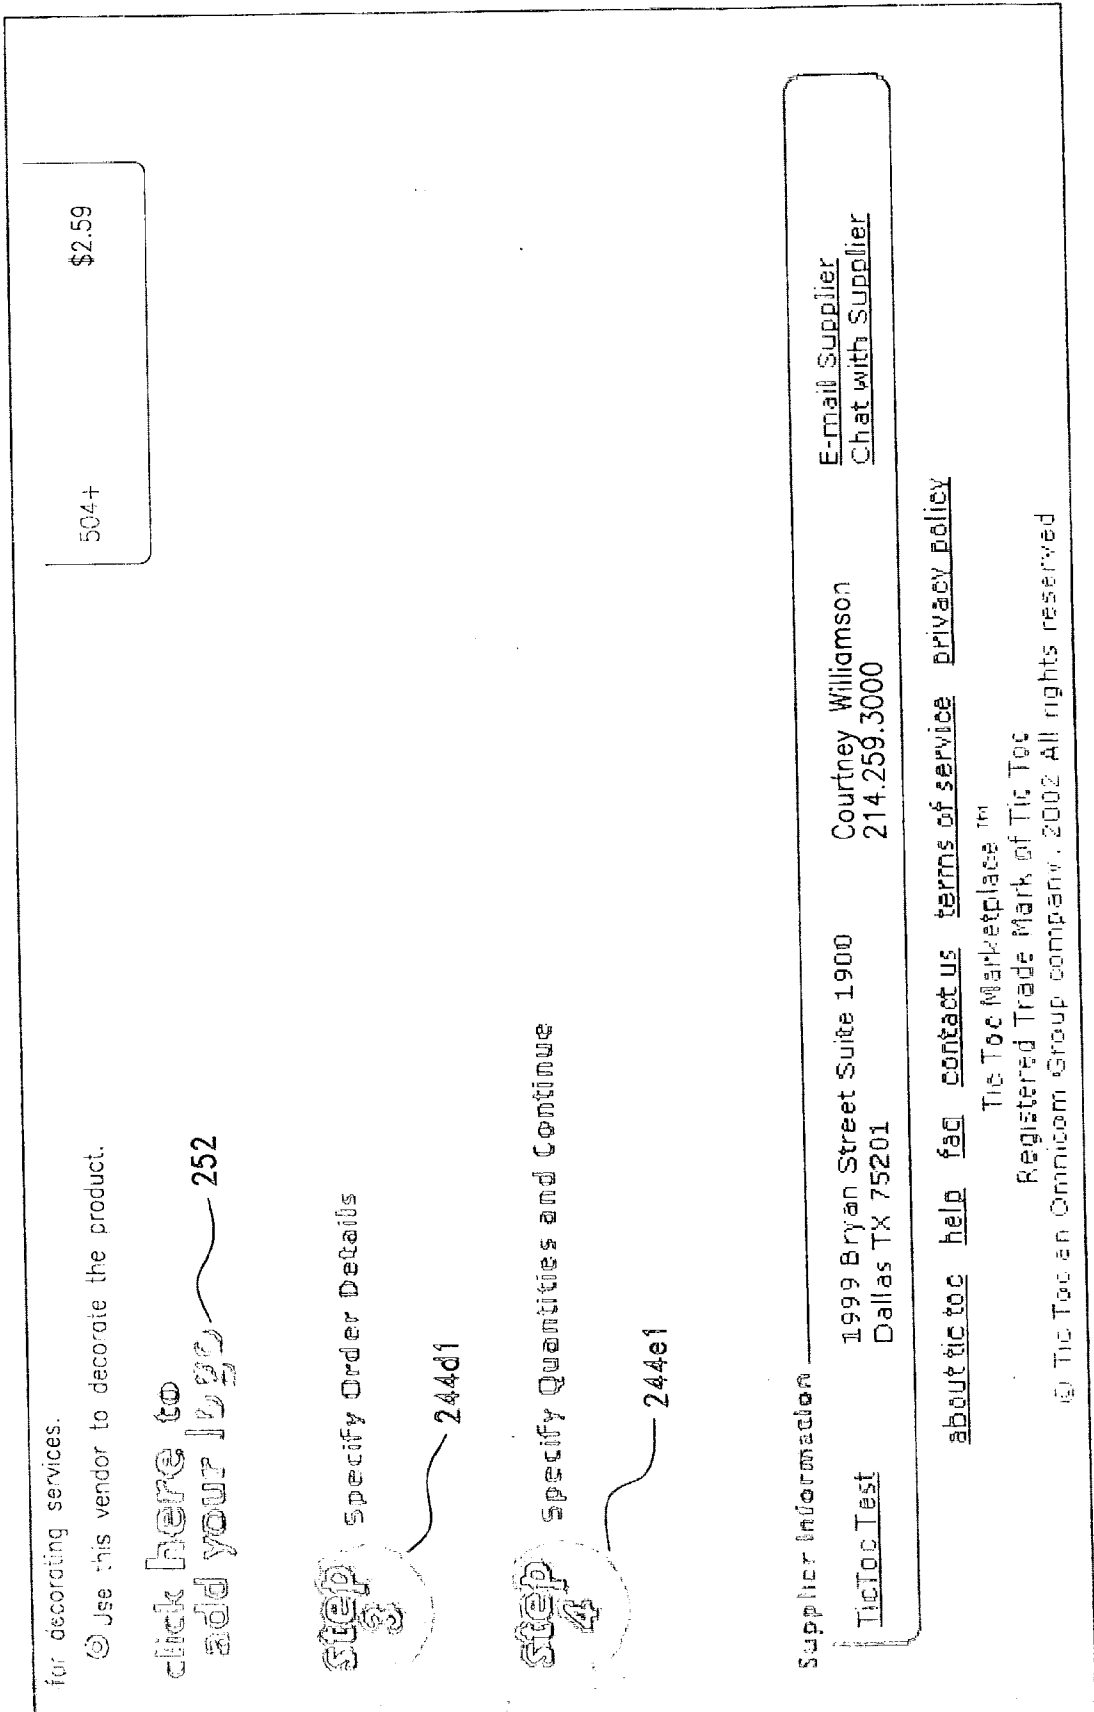 for decorating services.
504+ $2.59
Use this vendor to decorate the product.
click here to
add your logo
252
step
3
Specify Order Details
244d1
step
4
Specify Quantities and Continue
244e1
Supplier Information
TicToc Test 1999 Bryan Street Suite 1900 Courtney Williamson E-mail Supplier
Dallas TX 75201 214.259.3000 Chat with Supplier
about tic toc help faq contact us terms of service privacy policy
Tic Toc Marketplace ™
Registered Trade Mark of Tic Toc
© Tic Toc an Omnicom Group company. 2002 All rights reserved